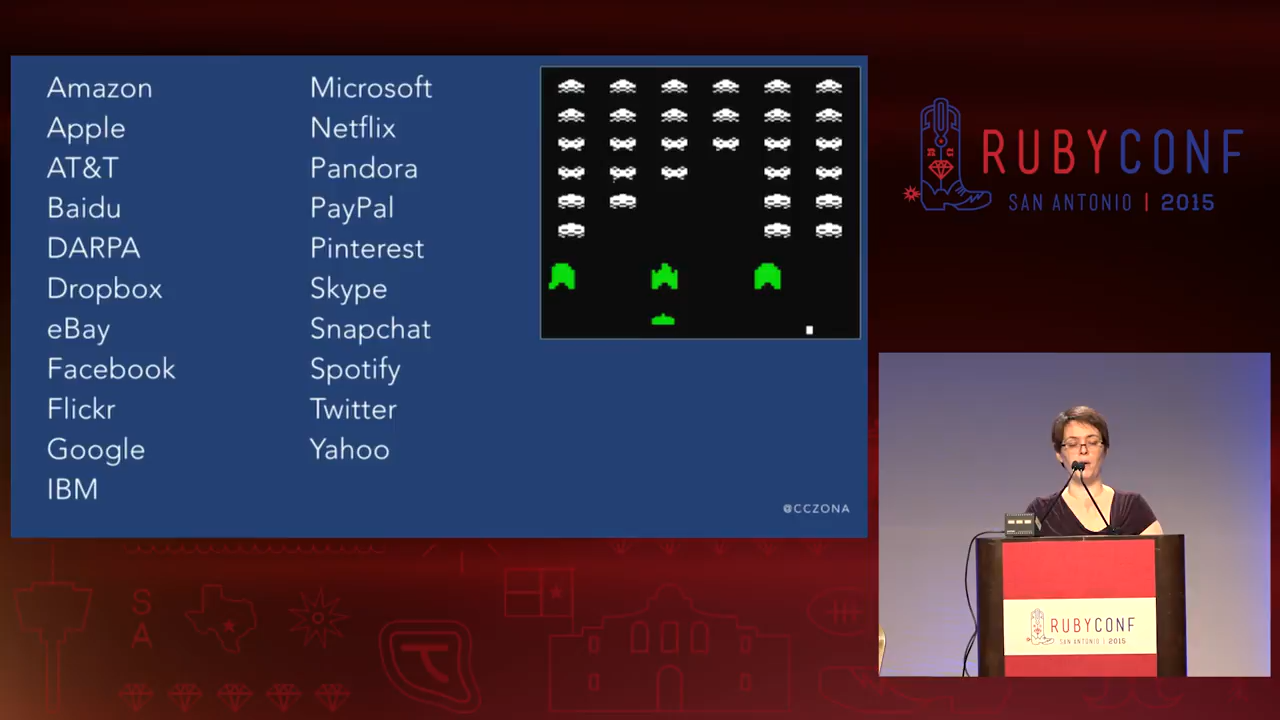 Amazon
Apple
AT&T
Baidu
DARPA
Dropbox
eBay
Facebook
Flickr
Google
IBM
Microsoft
Netflix
Pandora
PayPal
Pinterest
Skype
Snapchat
Spotify
Twitter
Yahoo
@CCZONA
RUBYCONF
SAN ANTONIO | 2015
RUBYCONF
SAN ANTONIO | 2015
S
A